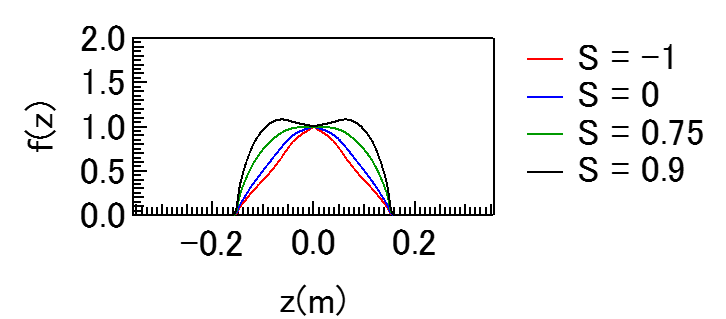 2.0
1.5
1.0
0.5
0.0
f(z)
-0.2 0.0 0.2
z(m)
S = -1
S = 0
S = 0.75
S = 0.9